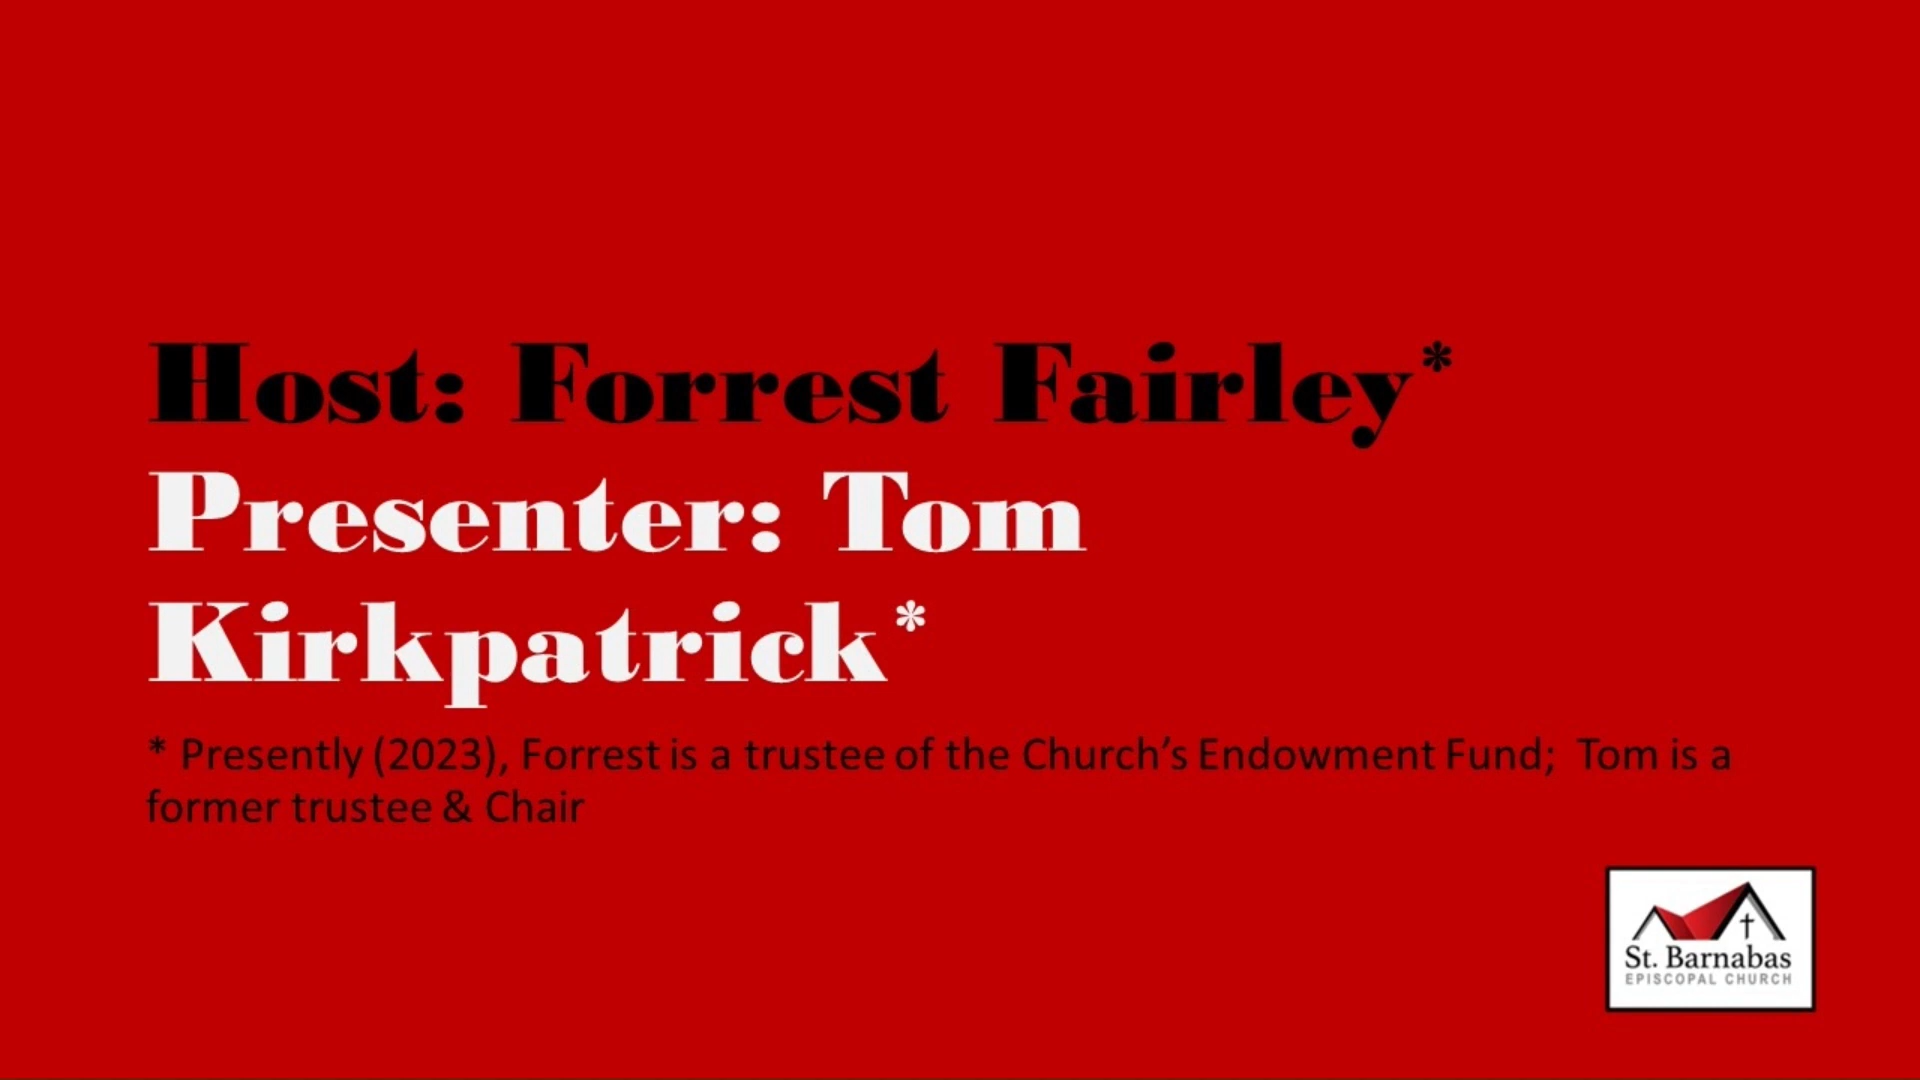 Host: Forrest Fairley*
Presenter: Tom
Kirkpatrick*
* Presently (2023), Forrest is a trustee of the Church’s Endowment Fund;  Tom is a
former trustee & Chair
St. Barnabas
EPISCOPAL CHURCH